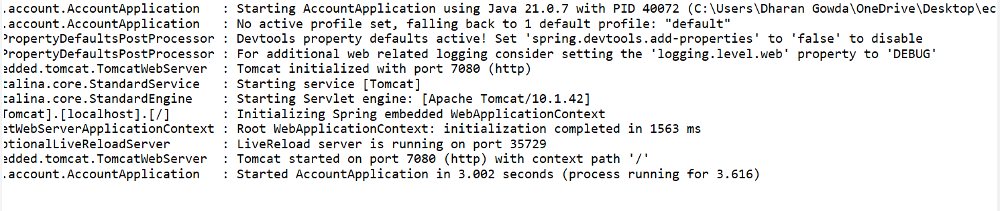 .account.AccountApplication : Starting AccountApplication using Java 21.0.7 with PID 40072 (C:\Users\Dharan Gowda\OneDrive\Desktop\ec
.account.AccountApplication : No active profile set, falling back to 1 default profile: "default"
PropertyDefaultsPostProcessor : Devtools property defaults active! Set 'spring.devtools.add-properties' to 'false' to disable
PropertyDefaultsPostProcessor : For additional web related logging consider setting the 'logging.level.web' property to 'DEBUG'
edded.tomcat.TomcatWebServer : Tomcat initialized with port 7080 (http)
talina.core.StandardService : Starting service [Tomcat]
talina.core.StandardEngine : Starting Servlet engine: [Apache Tomcat/10.1.42]
Tomcat].[localhost].[/] : Initializing Spring embedded WebApplicationContext
etWebServerApplicationContext : Root WebApplicationContext: initialization completed in 1563 ms
ptionalLiveReloadServer : LiveReload server is running on port 35729
edded.tomcat.TomcatWebServer : Tomcat started on port 7080 (http) with context path '/'
.account.AccountApplication : Started AccountApplication in 3.002 seconds (process running for 3.616)